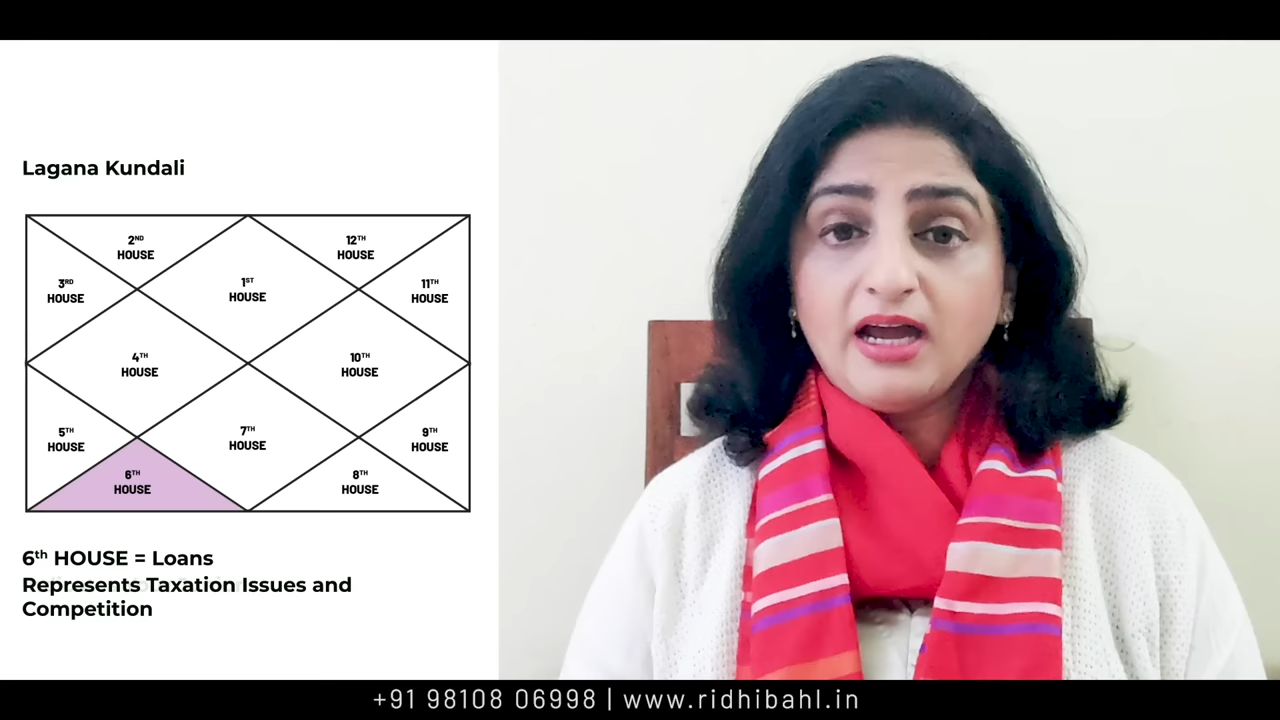 Lagana Kundali
2ND
HOUSE
12TH
HOUSE
3RD
HOUSE
1ST
HOUSE
11TH
HOUSE
4TH
HOUSE
10TH
HOUSE
5TH
HOUSE
7TH
HOUSE
9TH
HOUSE
6TH
HOUSE
8TH
HOUSE
6th HOUSE = Loans
Represents Taxation Issues and
Competition
+91 98108 06998 | www.ridhibahl.in